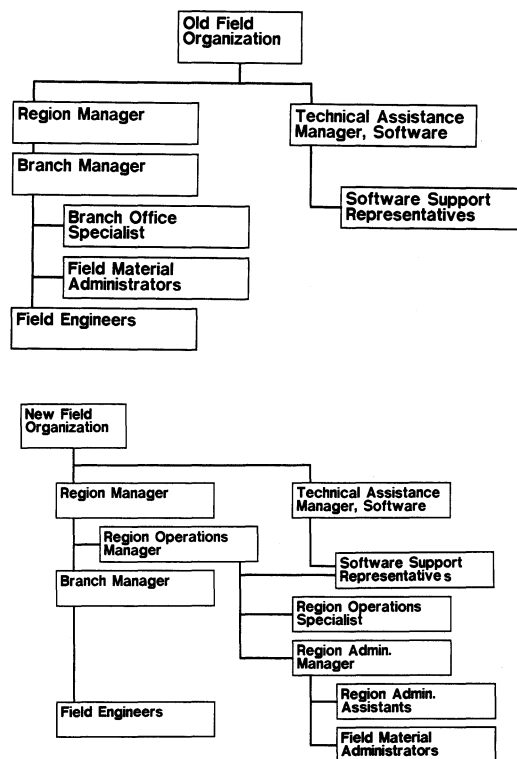 Old Field
Organization
Region Manager
Technical Assistance
Manager, Software
Branch Manager
Software Support
Representatives
Branch Office
Specialist
Field Material
Administrators
Field Engineers
New Field
Organization
Region Manager
Technical Assistance
Manager, Software
Region Operations
Manager
Software Support
Representatives
Branch Manager
Region Operations
Specialist
Region Admin.
Manager
Region Admin.
Assistants
Field Engineers
Field Material
Administrators